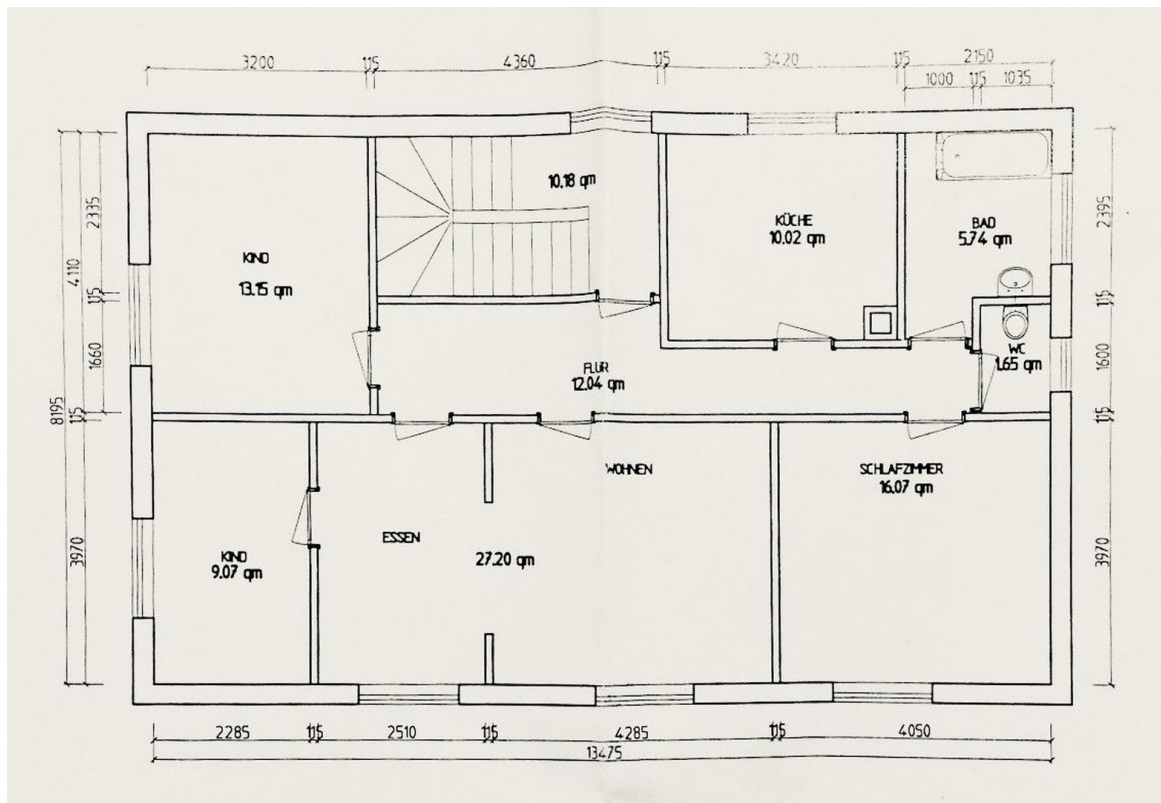 3200
115
4360
115
3420
115
2150
1000
115
1035
10.18 qm
KÜCHE
10.02 qm
BAD
5.74 qm
KIND
13.15 qm
2335
4110
115
1660
8195
115
3970
2395
115
1600
115
3970
WC
1.65 qm
FLUR
12.04 qm
WOHNEN
SCHLAFZIMMER
16.07 qm
ESSEN
27.20 qm
KIND
9.07 qm
2285
115
2510
115
4285
115
4050
13475